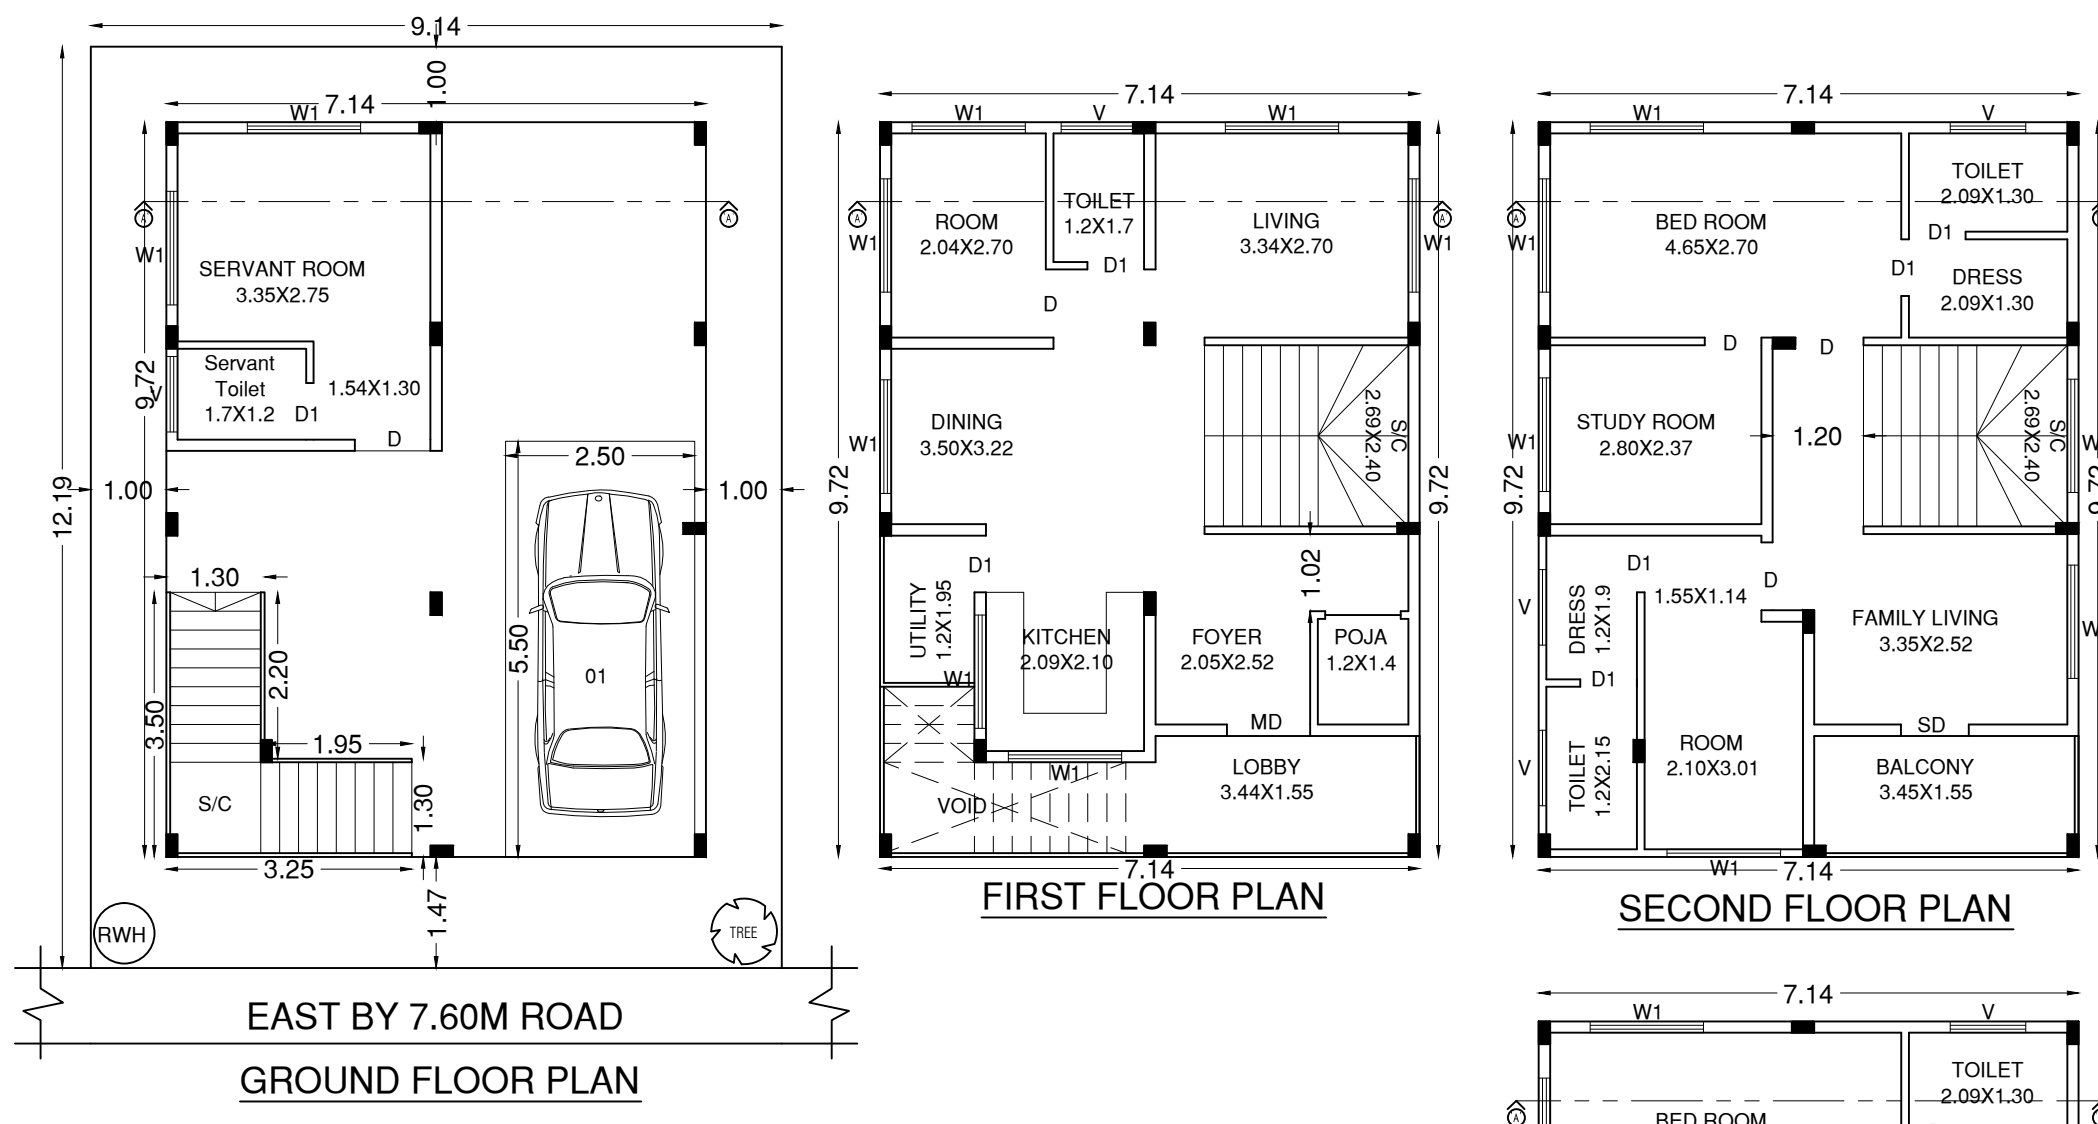 9.14
1.00
7.14
W1
A
A
W1
SERVANT ROOM
3.35X2.75
12.19
9.72
V
Servant
Toilet
1.7X1.2
D1
1.54X1.30
D
1.00
2.50
1.00
1.30
5.50
01
2.20
3.50
1.95
S/C
1.30
3.25
1.47
RWH
TREE
EAST BY 7.60M ROAD
GROUND FLOOR PLAN
7.14
W1
V
W1
A
A
W1
ROOM
2.04X2.70
TOILET
1.2X1.7
D1
LIVING
3.34X2.70
W1
D
DINING
3.50X3.22
W1
9.72
S/C
2.69X2.40
9.72
D1
1.02
UTILITY
1.2X1.95
KITCHEN
2.09X2.10
FOYER
2.05X2.52
POJA
1.2X1.4
W1
MD
W1
LOBBY
3.44X1.55
VOID
7.14
FIRST FLOOR PLAN
7.14
W1
V
A
W1
BED ROOM
4.65X2.70
TOILET
2.09X1.30
D1
D1
DRESS
2.09X1.30
D
D
STUDY ROOM
2.80X2.37
W1
1.20
9.72
S/C
2.69X2.40
W
9.72
D1
D
V
DRESS
1.2X1.9
1.55X1.14
FAMILY LIVING
3.35X2.52
W
D1
SD
V
TOILET
1.2X2.15
ROOM
2.10X3.01
BALCONY
3.45X1.55
W1
7.14
SECOND FLOOR PLAN
7.14
W1
V
TOILET
2.09X1.30
A
BED ROOM